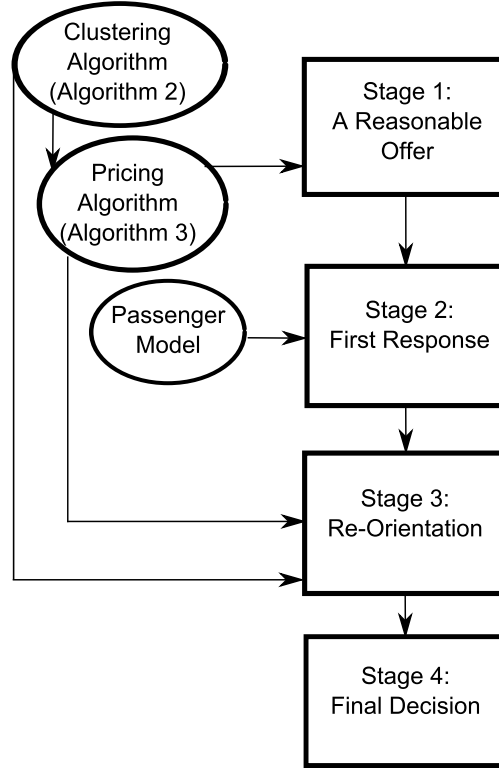 Clustering
Algorithm
(Algorithm 2)
Pricing
Algorithm
(Algorithm 3)
Passenger
Model
Stage 1:
A Reasonable
Offer
Stage 2:
First Response
Stage 3:
Re-Orientation
Stage 4:
Final Decision